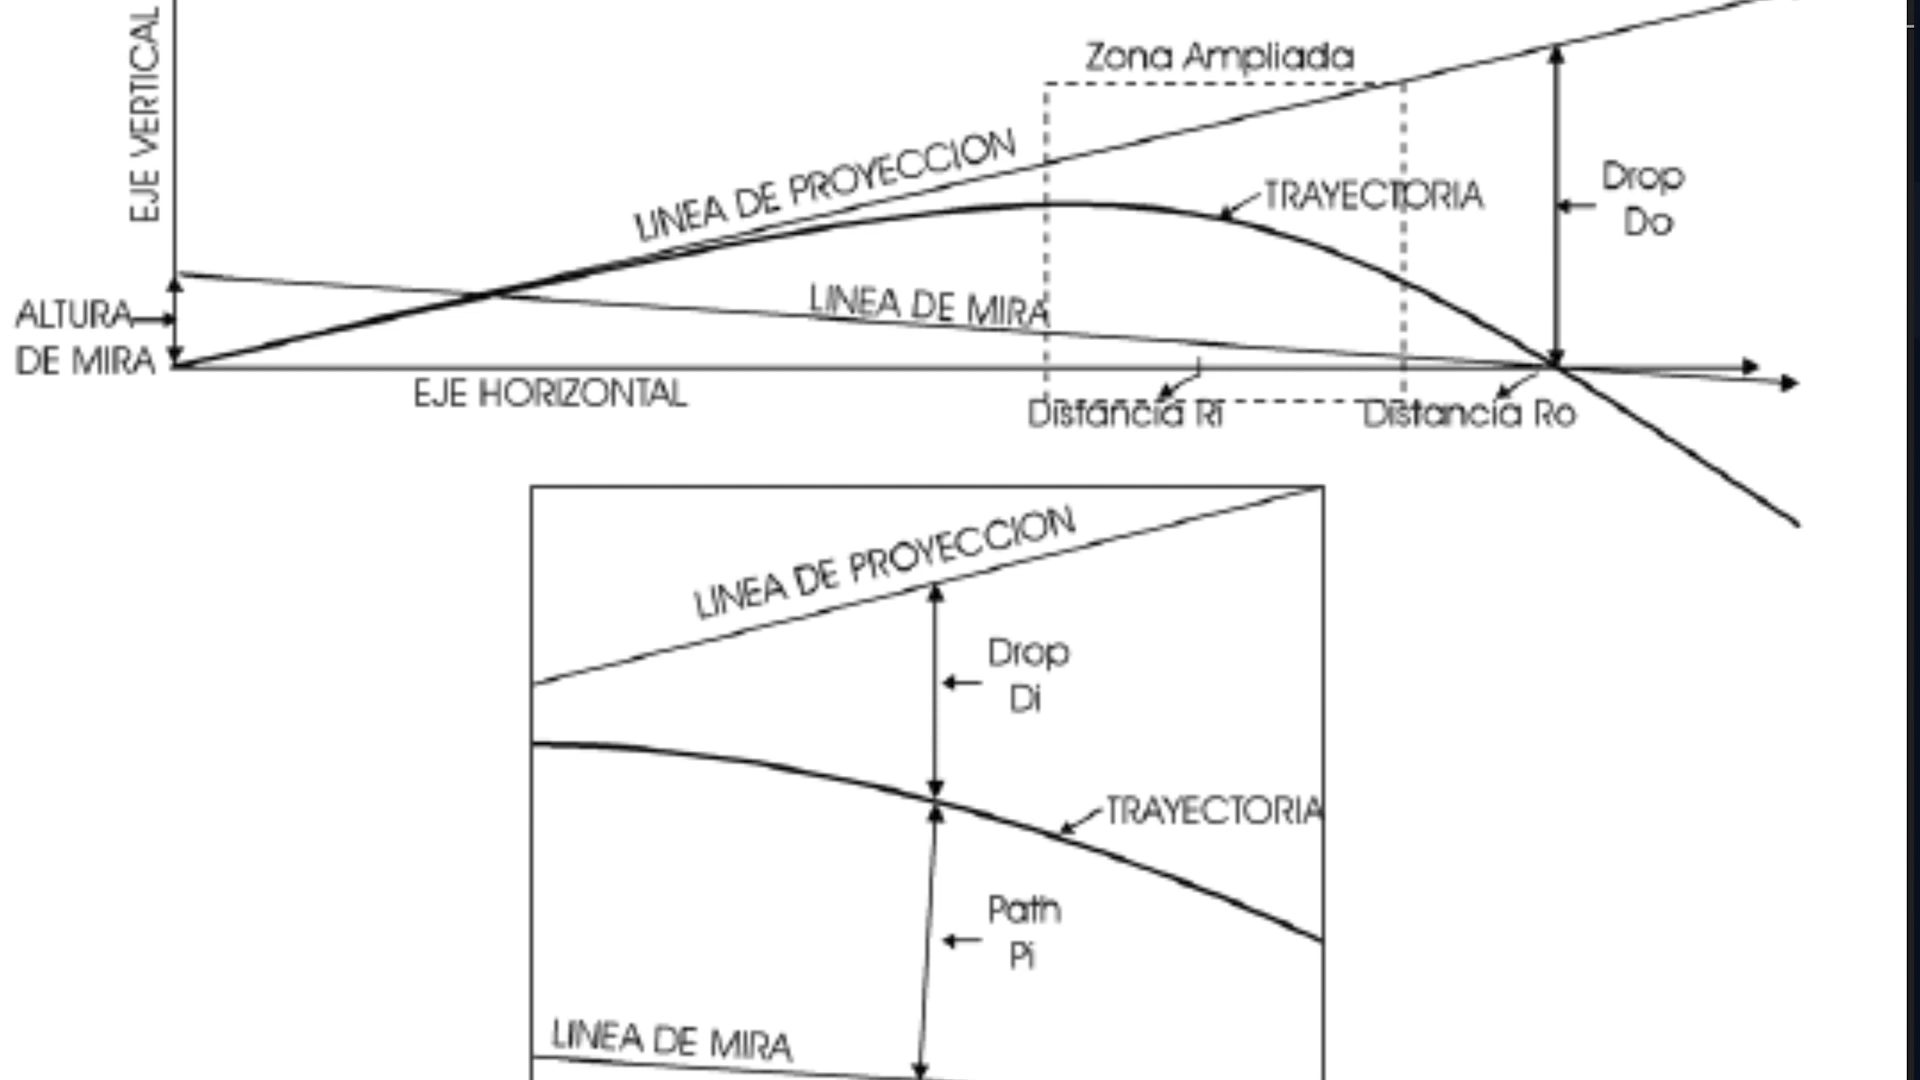 EJE VERTICAL
Zona Ampliada
LINEA DE PROYECCION
TRAYECTORIA
Drop
Do
ALTURA
DE MIRA
LINEA DE MIRA
EJE HORIZONTAL
Distancia Ri
Distancia Ro
LINEA DE PROYECCION
Drop
Di
TRAYECTORIA
Path
Pi
LINEA DE MIRA